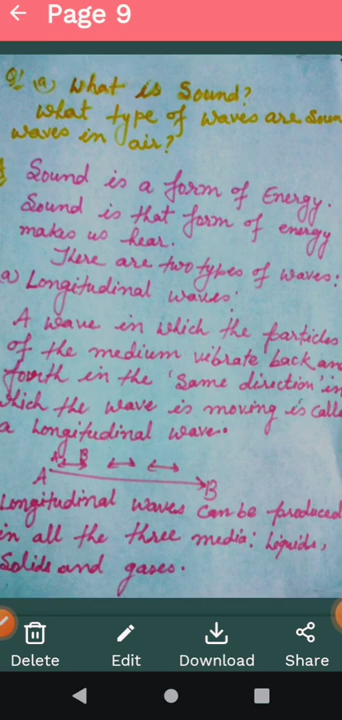 Page 9
Q1 (a) What is Sound?
What type of waves are Soun
waves in air?
Sound is a form of Energy.
Sound is that form of energy
makes us hear.
There are two types of waves:
a) Longitudinal waves:
A wave in which the particles
of the medium vibrate back an
fourth in the 'Same direction' in
which the wave is moving is calle
a Longitudinal wave.
A B
A B
Longitudinal waves can be produced
in all the three media: Liquids,
Solids and gases.
Delete Edit Download Share